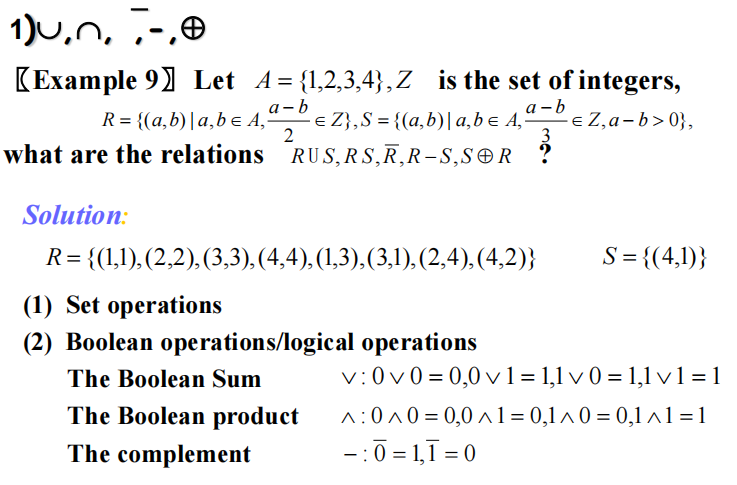 1)∪,∩, ‾,-,⊕
〖Example 9〗 Let A = {1,2,3,4}, Z is the set of integers,
R = {(a,b) | a,b ∈ A, (a − b)/2 ∈ Z}, S = {(a,b) | a,b ∈ A, (a − b)/3 ∈ Z, a − b > 0},
what are the relations R U S, R S, R̅, R − S, S ⊕ R ?
Solution:
R = {(1,1),(2,2),(3,3),(4,4),(1,3),(3,1),(2,4),(4,2)} S = {(4,1)}
(1) Set operations
(2) Boolean operations/logical operations
The Boolean Sum ∨ : 0 ∨ 0 = 0,0 ∨ 1 = 1,1 ∨ 0 = 1,1 ∨ 1 = 1
The Boolean product ∧ : 0 ∧ 0 = 0,0 ∧ 1 = 0,1 ∧ 0 = 0,1 ∧ 1 = 1
The complement − : 0̅ = 1,1̅ = 0